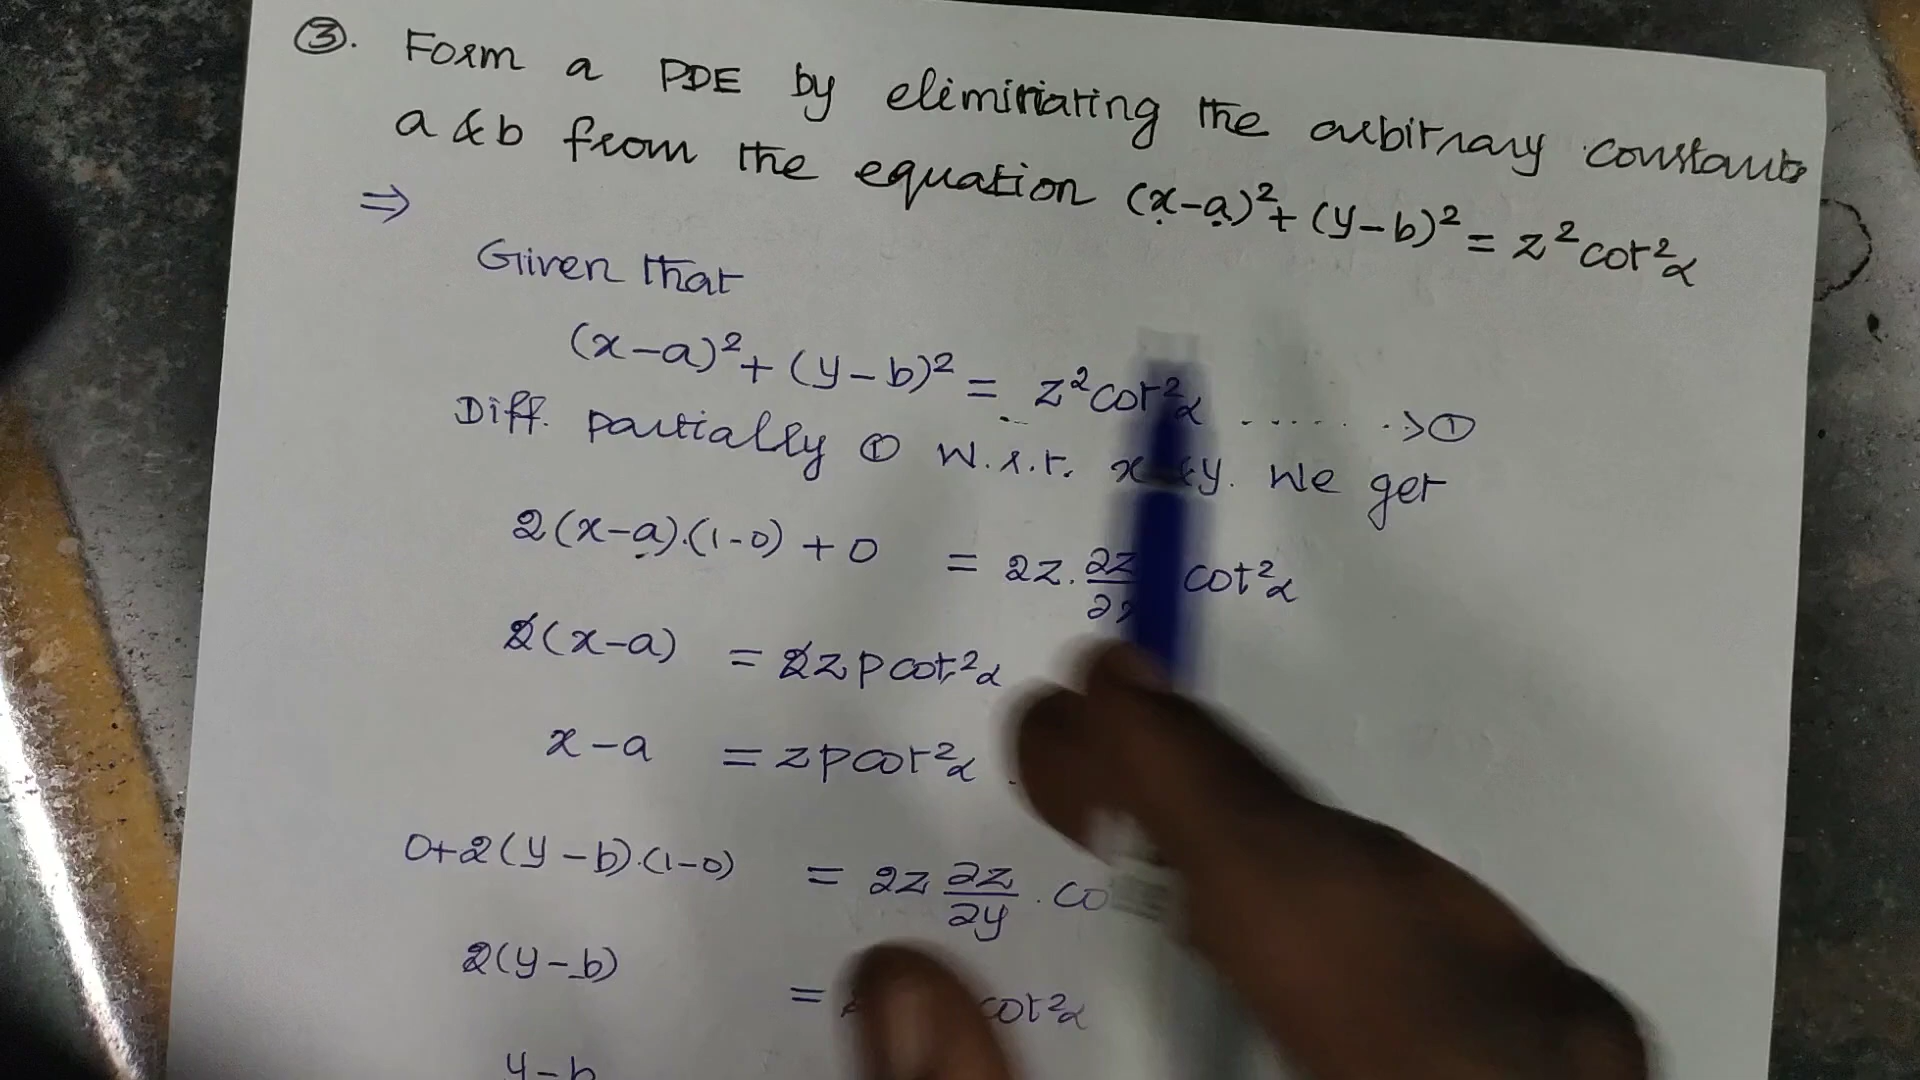 ③. Form a PDE by eliminating the arbitrary constants
a & b from the equation (x-a)²+(y-b)² = z²cot²α
⇒
Given that
(x-a)²+(y-b)² = z²cot²α ......->①
Diff. partially ① w.r.t. x &y. We get
2(x-a).(1-0)+0 = 2z. ∂z/∂x cot²α
2(x-a) = 2zpcot²α
x-a = zpcot²α
0+2(y-b).(1-0) = 2z ∂z/∂y .
2(y-b) = cot²α
y-b